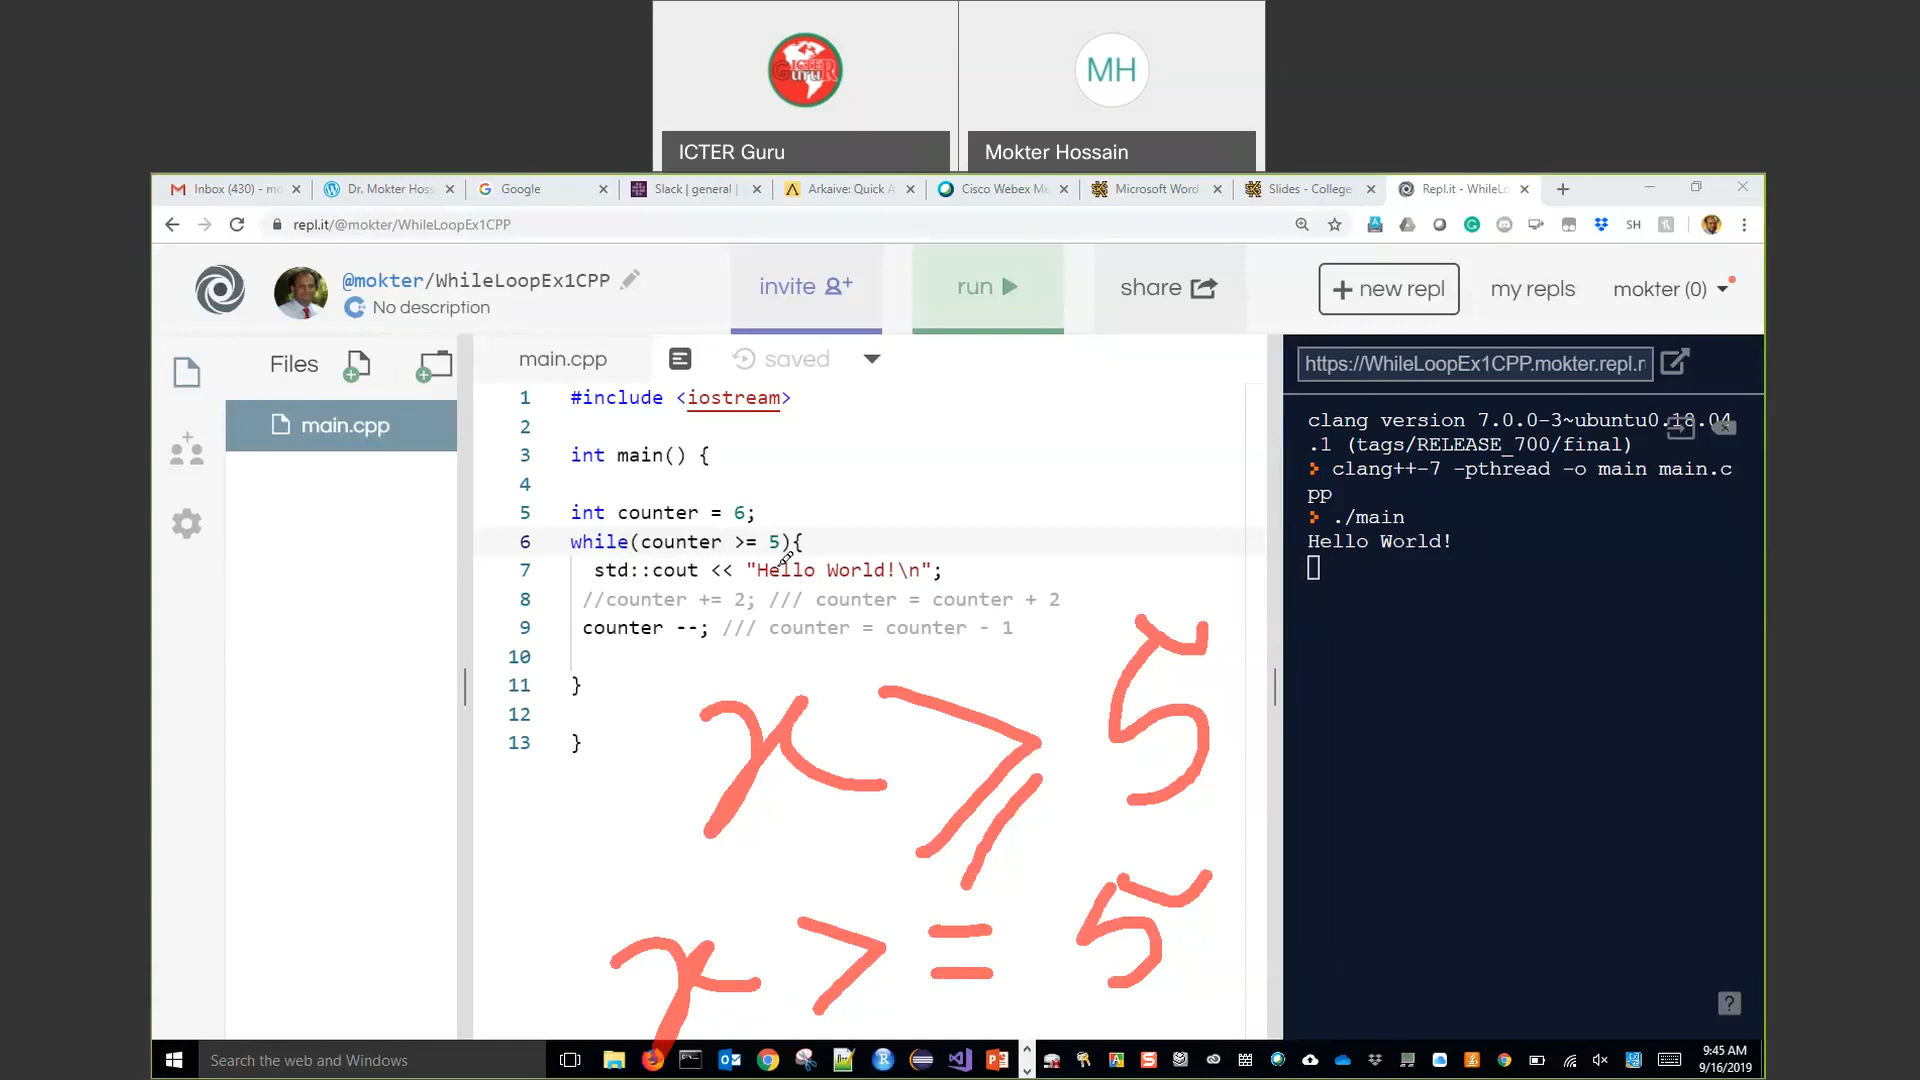 ICTER
GuruR
MH
ICTER Guru
Mokter Hossain
Inbox (430) - mo
Dr. Mokter Hoss
Google
Slack | general |
Arkaive: Quick A
Cisco Webex Me
Microsoft Word
Slides - College
Repl.it - WhileLo
repl.it/@mokter/WhileLoopEx1CPP
SH
@mokter/WhileLoopEx1CPP
No description
invite
run
share
+ new repl
my repls
mokter (0)
Files
main.cpp
saved
https://WhileLoopEx1CPP.mokter.repl.r
main.cpp
1 #include <iostream>
2
3 int main() {
4
5 int counter = 6;
6 while(counter >= 5){
7 std::cout << "Hello World!\n";
8 //counter += 2; /// counter = counter + 2
9 counter --; /// counter = counter - 1
10
11 }
12
13 }
clang version 7.0.0-3~ubuntu0.18.04
.1 (tags/RELEASE_700/final)
clang++-7 -pthread -o main main.c
pp
./main
Hello World!
x ⩾ 5
x > = 5
?
Search the web and Windows
9:45 AM
9/16/2019